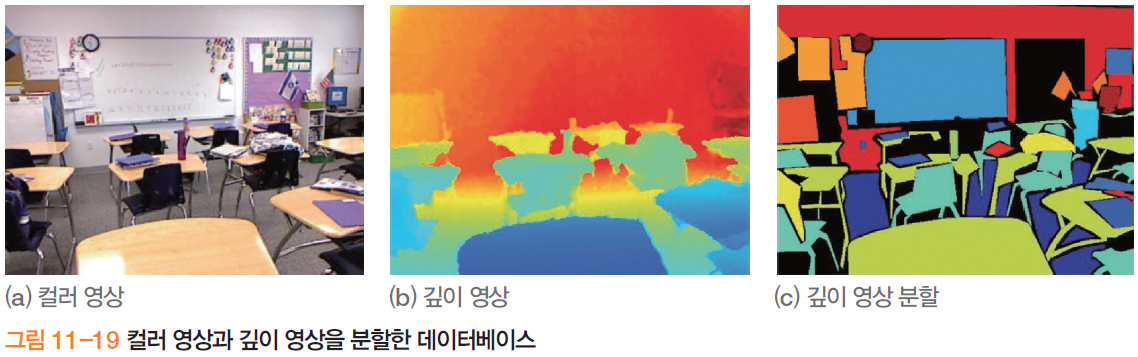 (a) 컬러 영상
(b) 깊이 영상
(c) 깊이 영상 분할
그림 11-19 컬러 영상과 깊이 영상을 분할한 데이터베이스